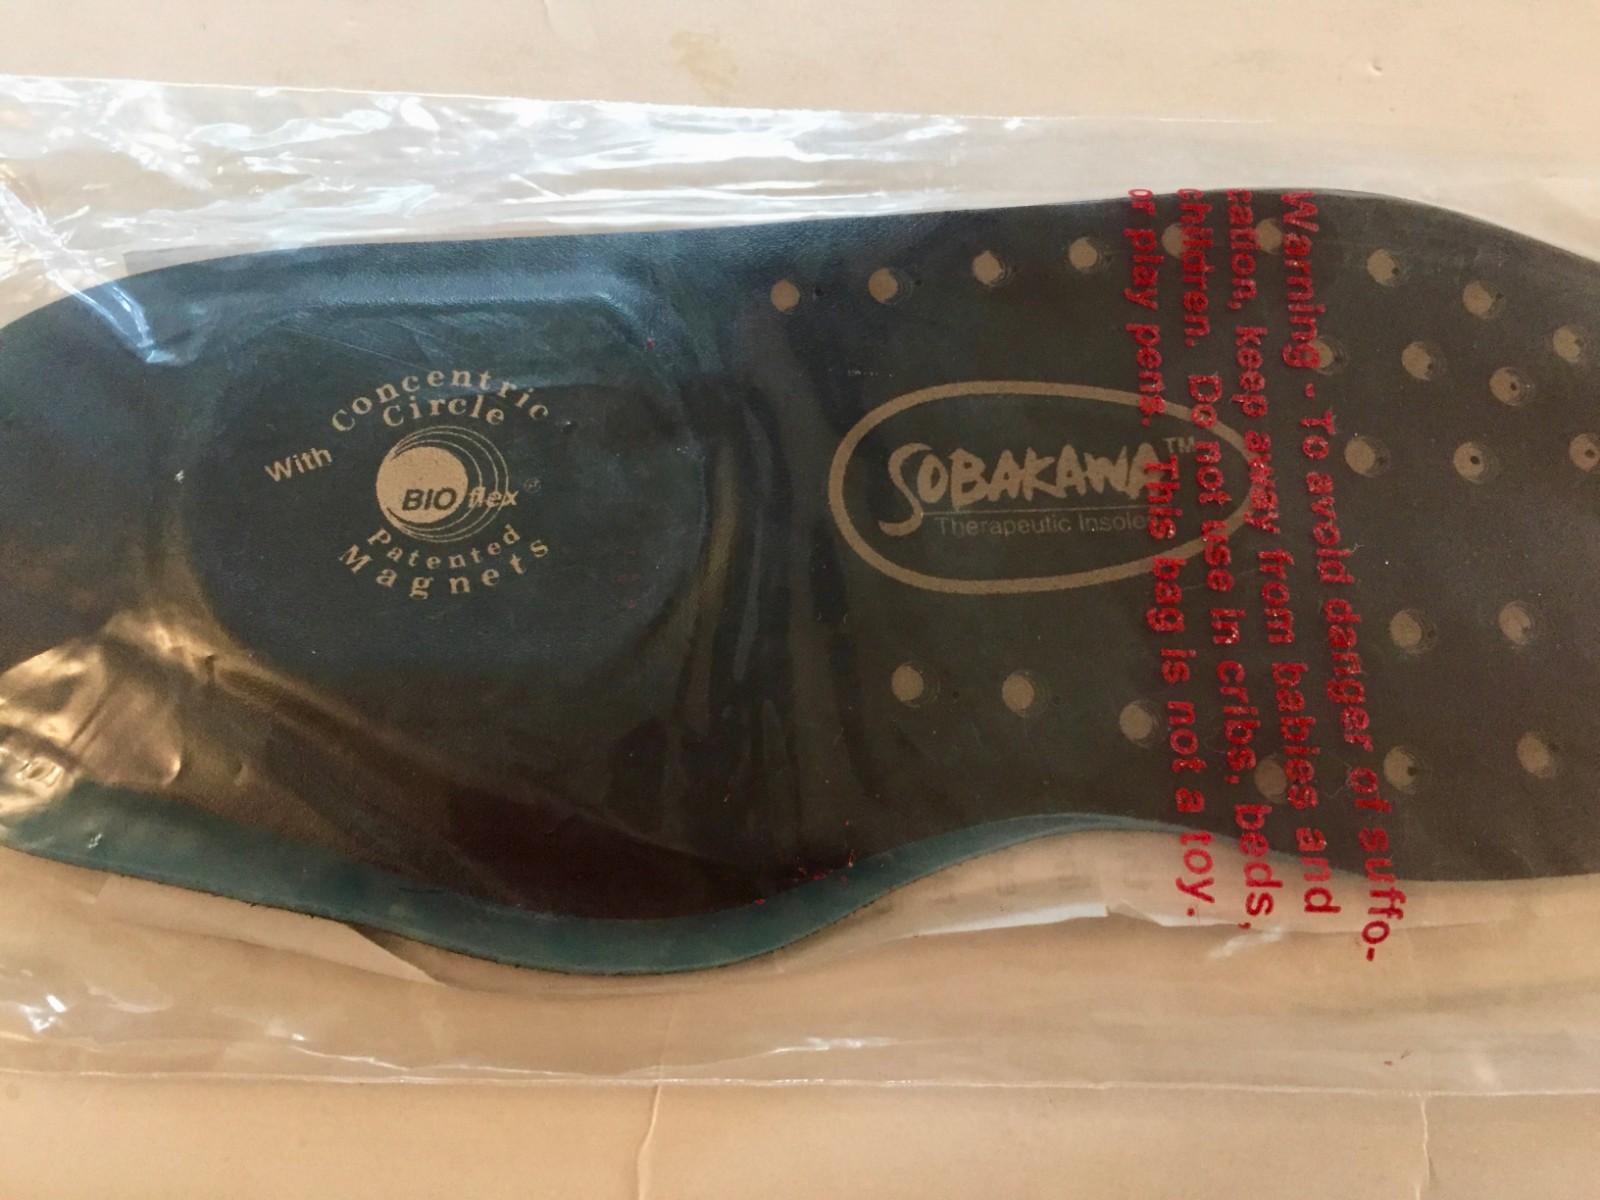 With Concentric
Circle
BIO flex
Patented
Magnets
SOBAKAWA™
Therapeutic Insole
Warning - To avoid danger of suffo-
cation, keep away from babies and
children. Do not use in cribs, beds,
or play pens. This bag is not a toy.